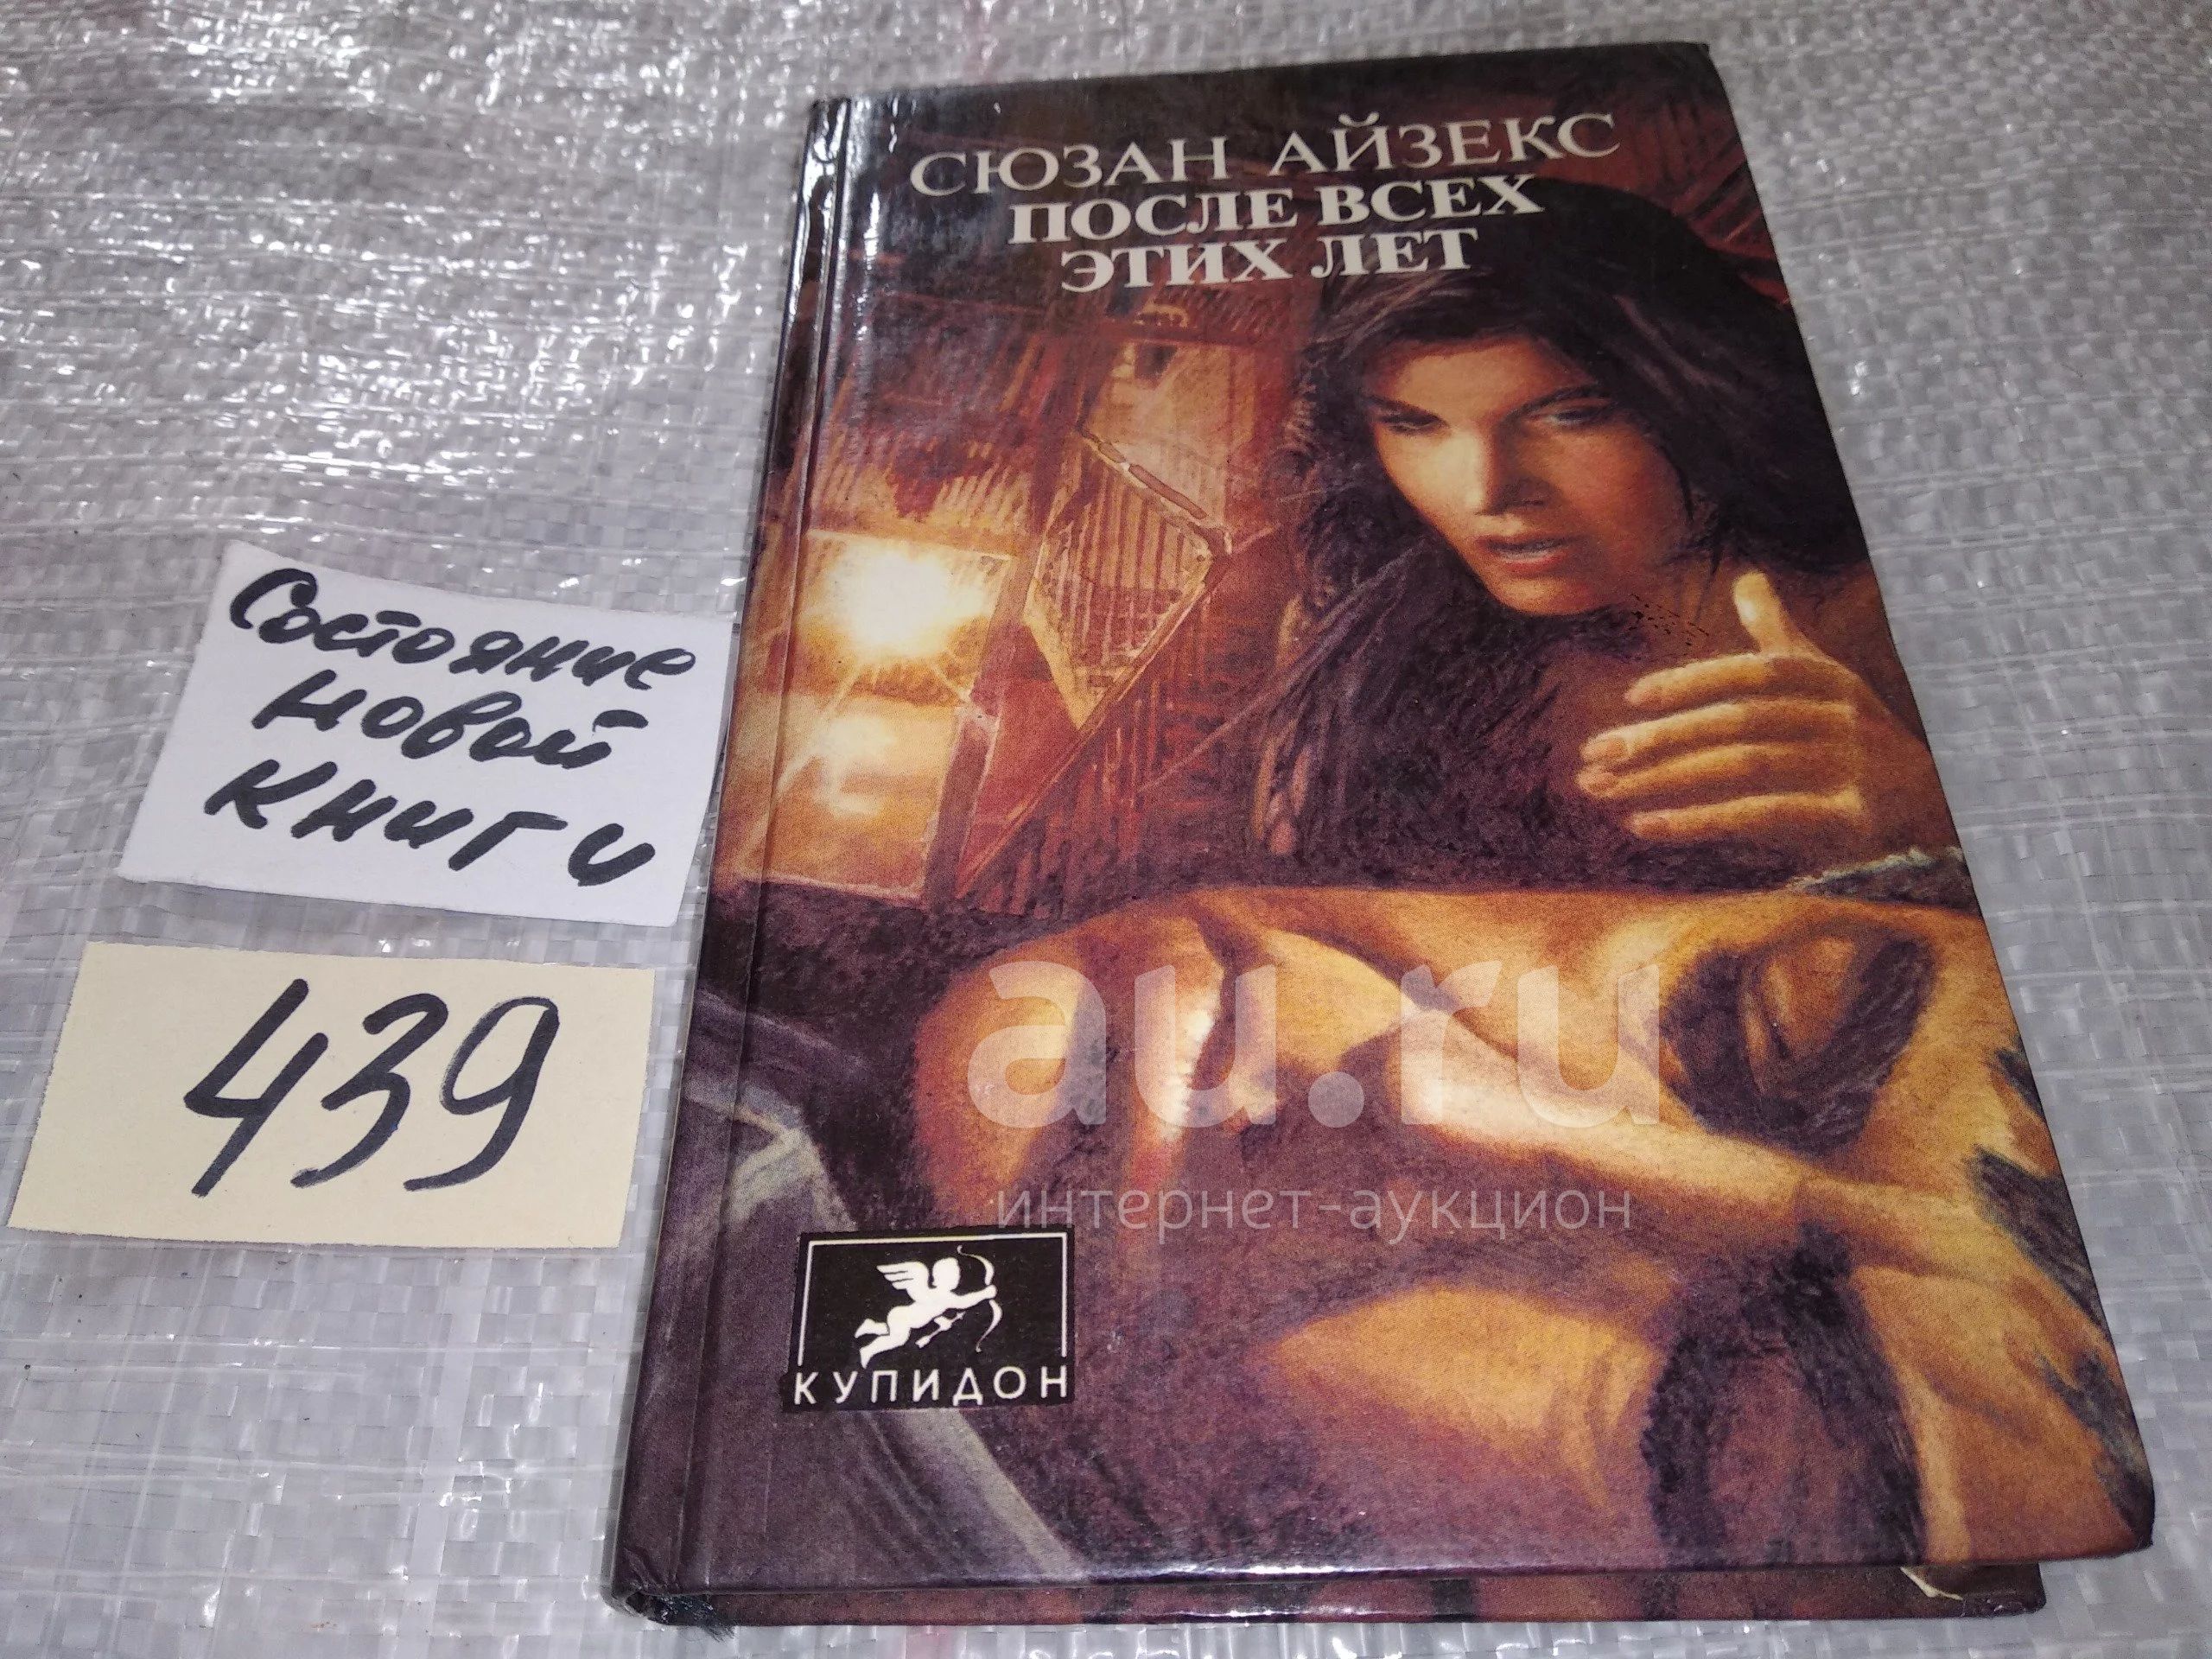 СЮЗАН АЙЗЕКС
ПОСЛЕ ВСЕХ
ЭТИХ ЛЕТ
Состояние
новой
книги
439
au.ru
интернет-аукцион
КУПИДОН